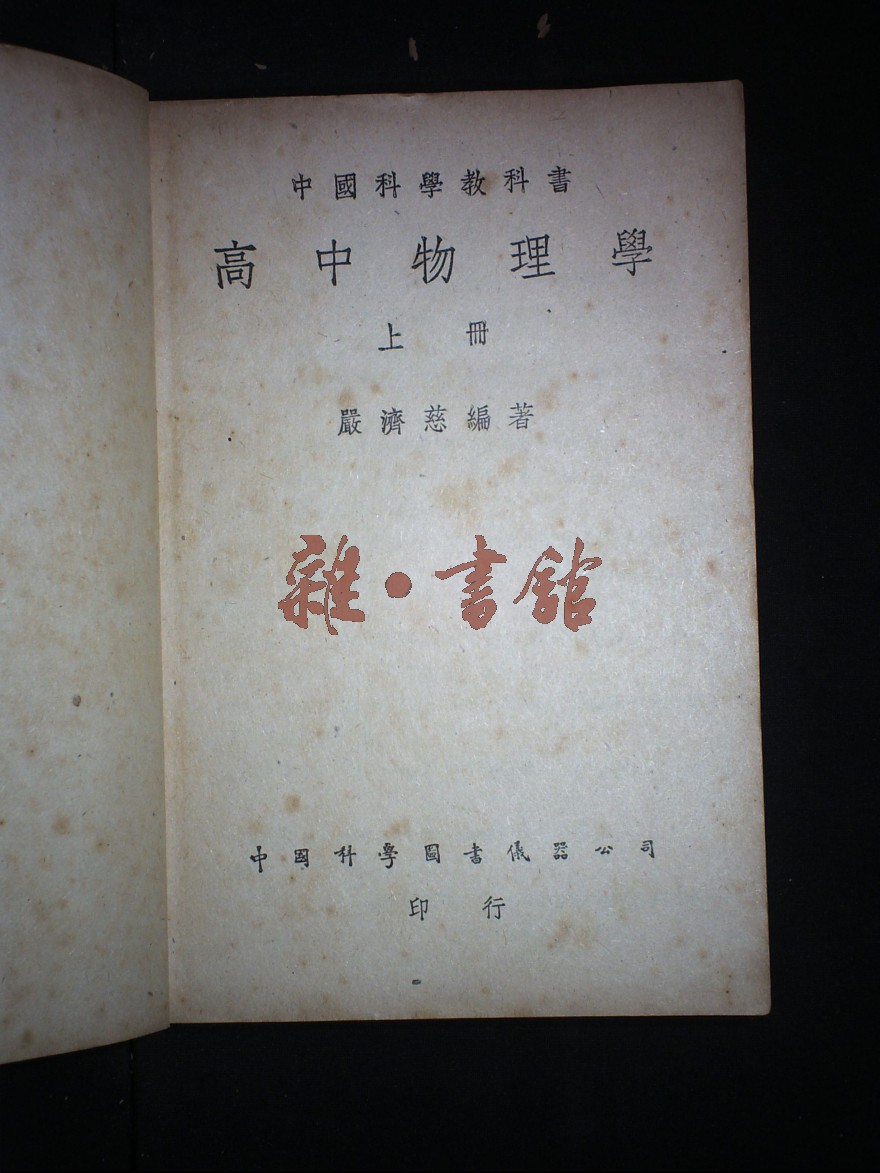 中國科學教科書
高中物理學
上冊
嚴濟慈編著
雜·書館
中國科學圖書儀器公司
印行